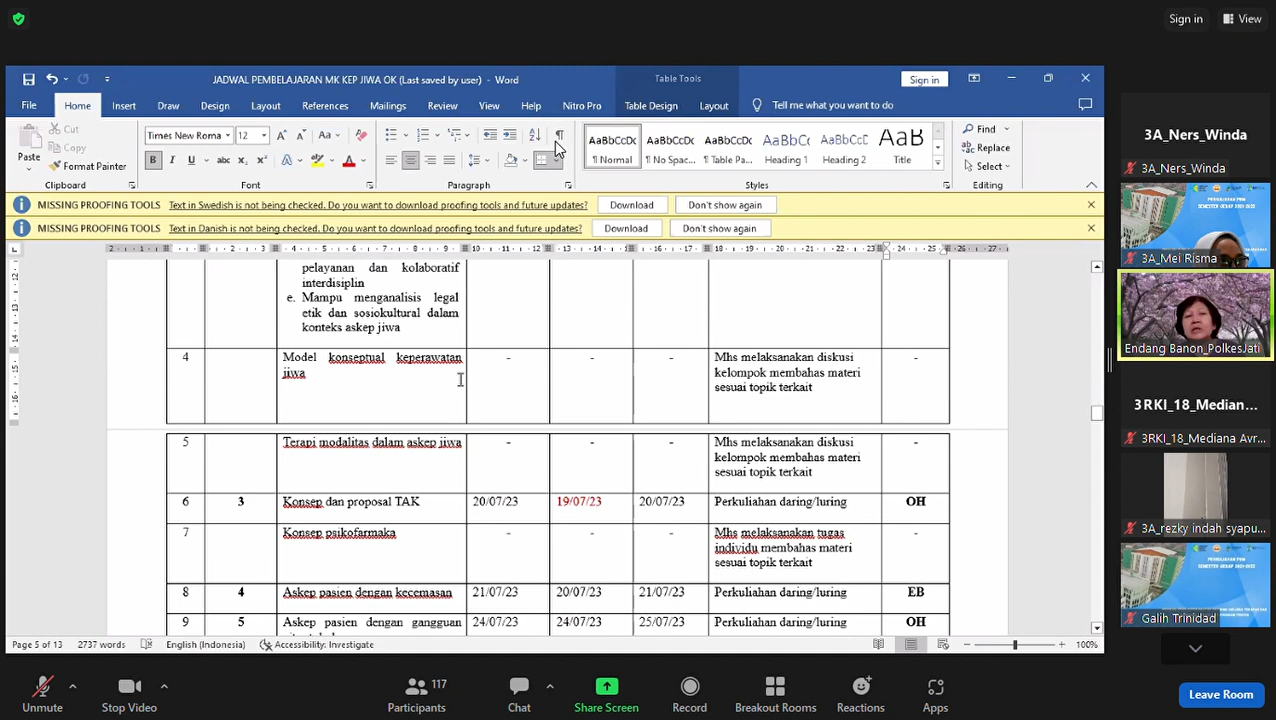 Sign in
View
JADWAL PEMBELAJARAN MK KEP JIWA OK (Last saved by user) - Word
Table Tools
Sign in
File
Home
Insert
Draw
Design
Layout
References
Mailings
Review
View
Help
Nitro Pro
Table Design
Layout
Tell me what you want to do
Paste
Cut
Copy
Format Painter
Clipboard
Times New Roma
12
Font
Paragraph
AaBbCcDc
¶ Normal
AaBbCcDc
¶ No Spac...
AaBbCcDc
¶ Table Pa...
AaBbCc
Heading 1
AaBbCc
Heading 2
AaB
Title
Styles
Find
Replace
Select
Editing
MISSING PROOFING TOOLS
Text in Swedish is not being checked. Do you want to download proofing tools and future updates?
Download
Don't show again
MISSING PROOFING TOOLS
Text in Danish is not being checked. Do you want to download proofing tools and future updates?
Download
Don't show again
pelayanan dan kolaboratif
interdisiplin
e. Mampu menganalisis legal
etik dan sosiokultural dalam
konteks askep jiwa
4
Model konseptual keperawatan
jiwa
-
-
-
Mhs melaksanakan diskusi
kelompok membahas materi
sesuai topik terkait
-
5
Terapi modalitas dalam askep jiwa
-
-
-
Mhs melaksanakan diskusi
kelompok membahas materi
sesuai topik terkait
-
6
3
Konsep dan proposal TAK
20/07/23
19/07/23
20/07/23
Perkuliahan daring/luring
OH
7
Konsep psikofarmaka
-
-
-
Mhs melaksanakan tugas
individu membahas materi
sesuai topik terkait
-
8
4
Askep pasien dengan kecemasan
21/07/23
20/07/23
21/07/23
Perkuliahan daring/luring
EB
9
5
Askep pasien dengan gangguan
24/07/23
24/07/23
25/07/23
Perkuliahan daring/luring
OH
Page 5 of 13
2737 words
English (Indonesia)
Accessibility: Investigate
100%
3A_Ners_Winda
3A_Ners_Winda
3A_Mei Risma
Endang Banon_PolkesJati
3RKI_18_Median...
3RKI_18_Mediana Avr...
3A_rezky indah syapu...
Galih Trinidad
Unmute
Stop Video
117
Participants
Chat
Share Screen
Record
Breakout Rooms
Reactions
Apps
Leave Room